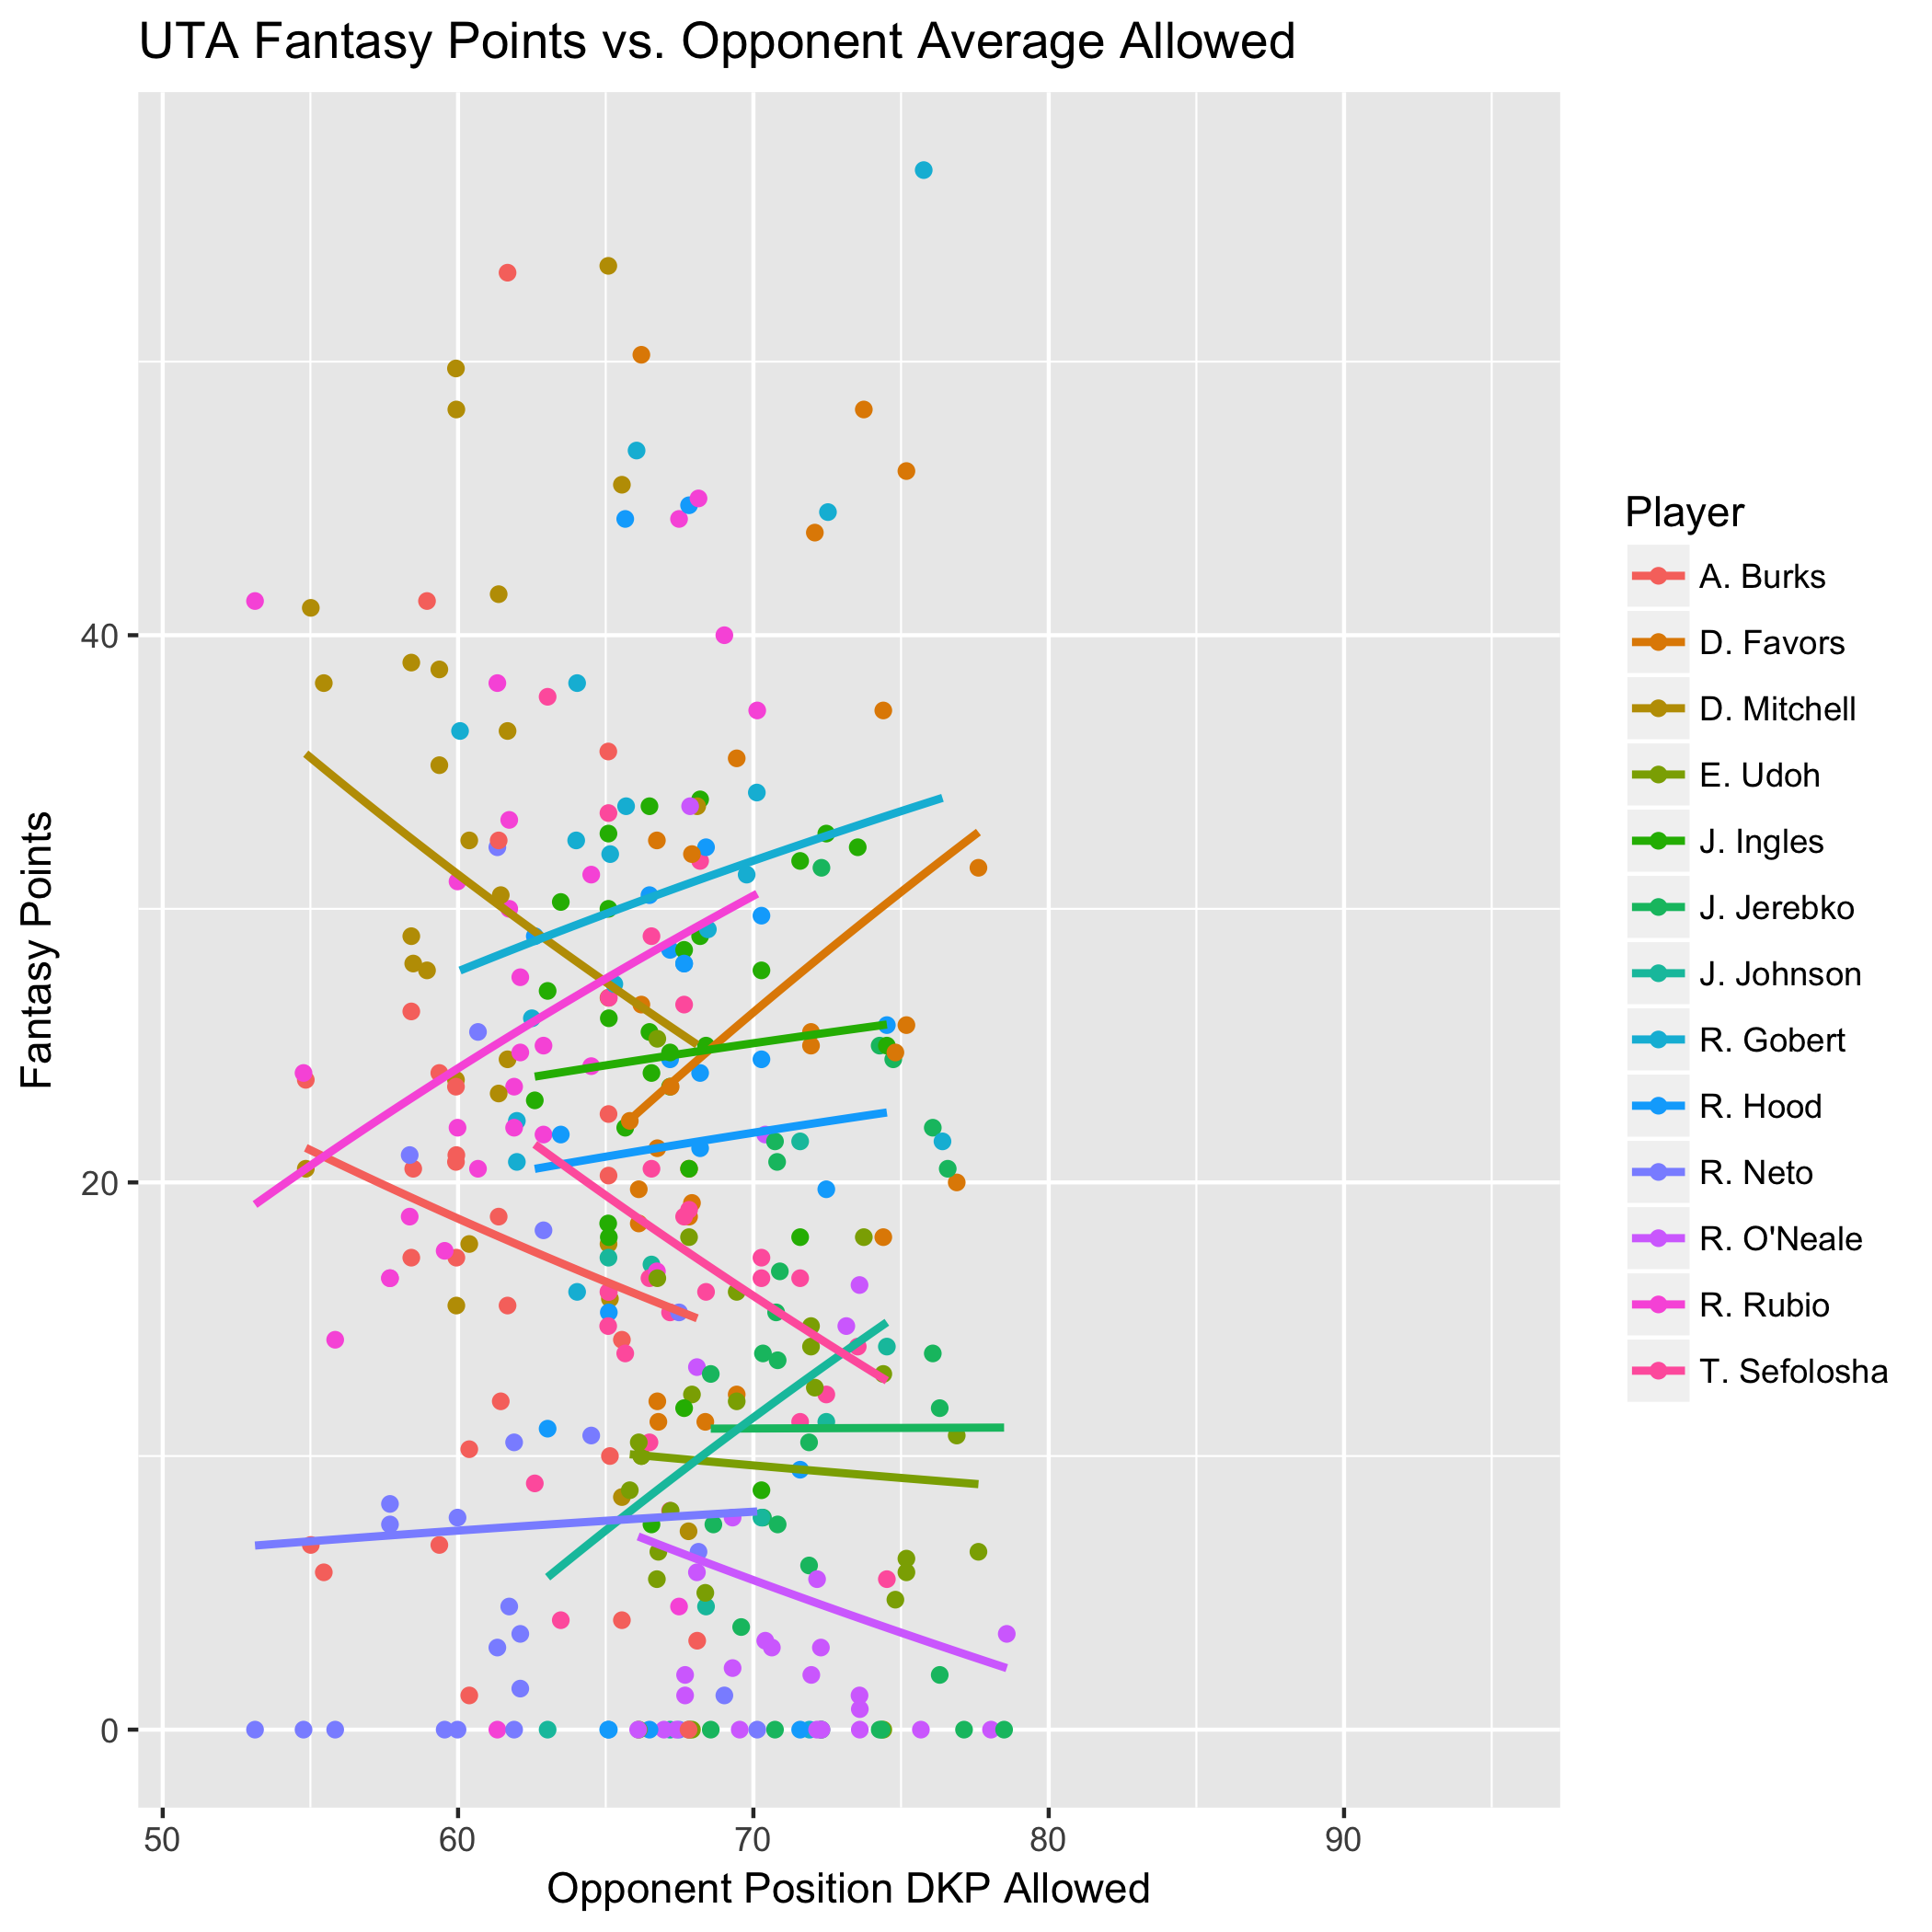 UTA Fantasy Points vs. Opponent Average Allowed
Fantasy Points
40
20
0
50 60 70 80 90
Opponent Position DKP Allowed
Player
A. Burks
D. Favors
D. Mitchell
E. Udoh
J. Ingles
J. Jerebko
J. Johnson
R. Gobert
R. Hood
R. Neto
R. O'Neale
R. Rubio
T. Sefolosha